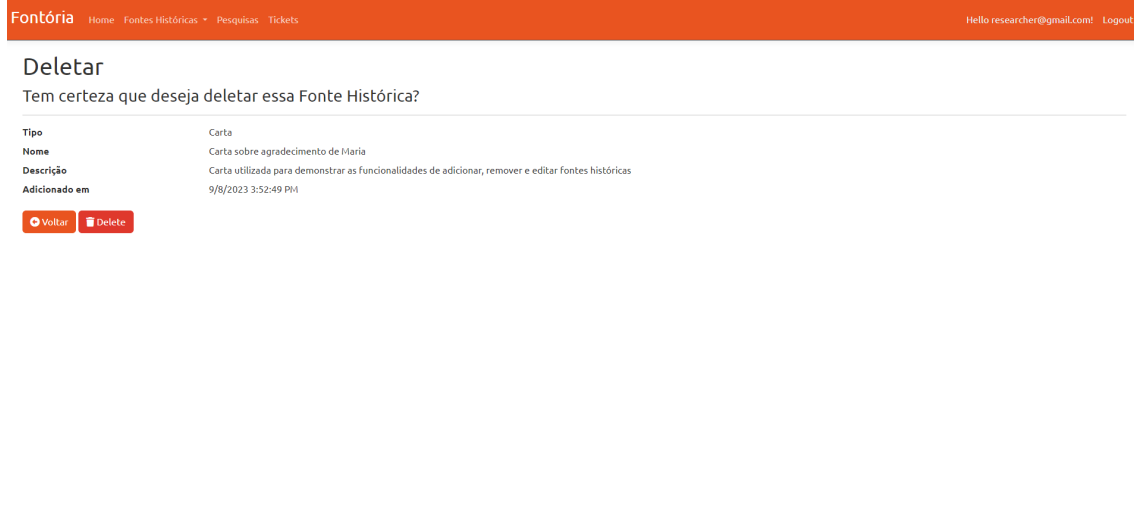 Fontória Home Fontes Históricas Pesquisas Tickets Hello researcher@gmail.com! Logout
Deletar
Tem certeza que deseja deletar essa Fonte Histórica?
Tipo Carta
Nome Carta sobre agradecimento de Maria
Descrição Carta utilizada para demonstrar as funcionalidades de adicionar, remover e editar fontes históricas
Adicionado em 9/8/2023 3:52:49 PM
Voltar Delete